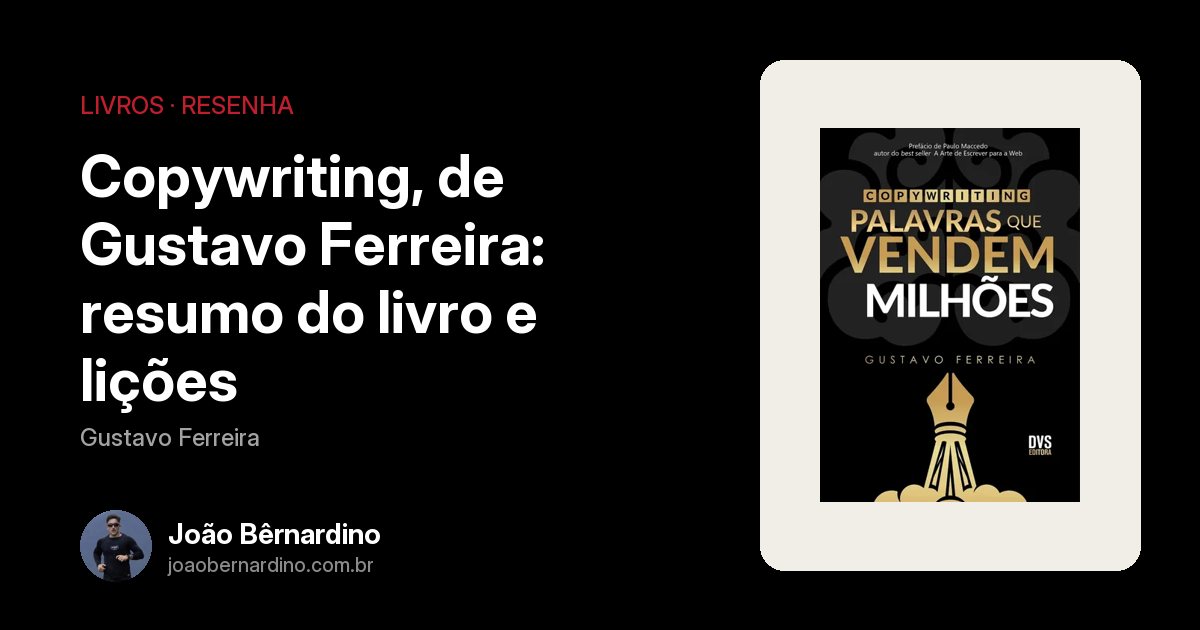 LIVROS · RESENHA
Copywriting, de
Gustavo Ferreira:
resumo do livro e
lições
Gustavo Ferreira
João Bêrnardino
joaobernardino.com.br
Prefácio de Paulo Maccedo
autor do best seller A Arte de Escrever para a Web
COPYWRITING
PALAVRAS QUE
VENDEM
MILHÕES
GUSTAVO FERREIRA
DVS
EDITORA